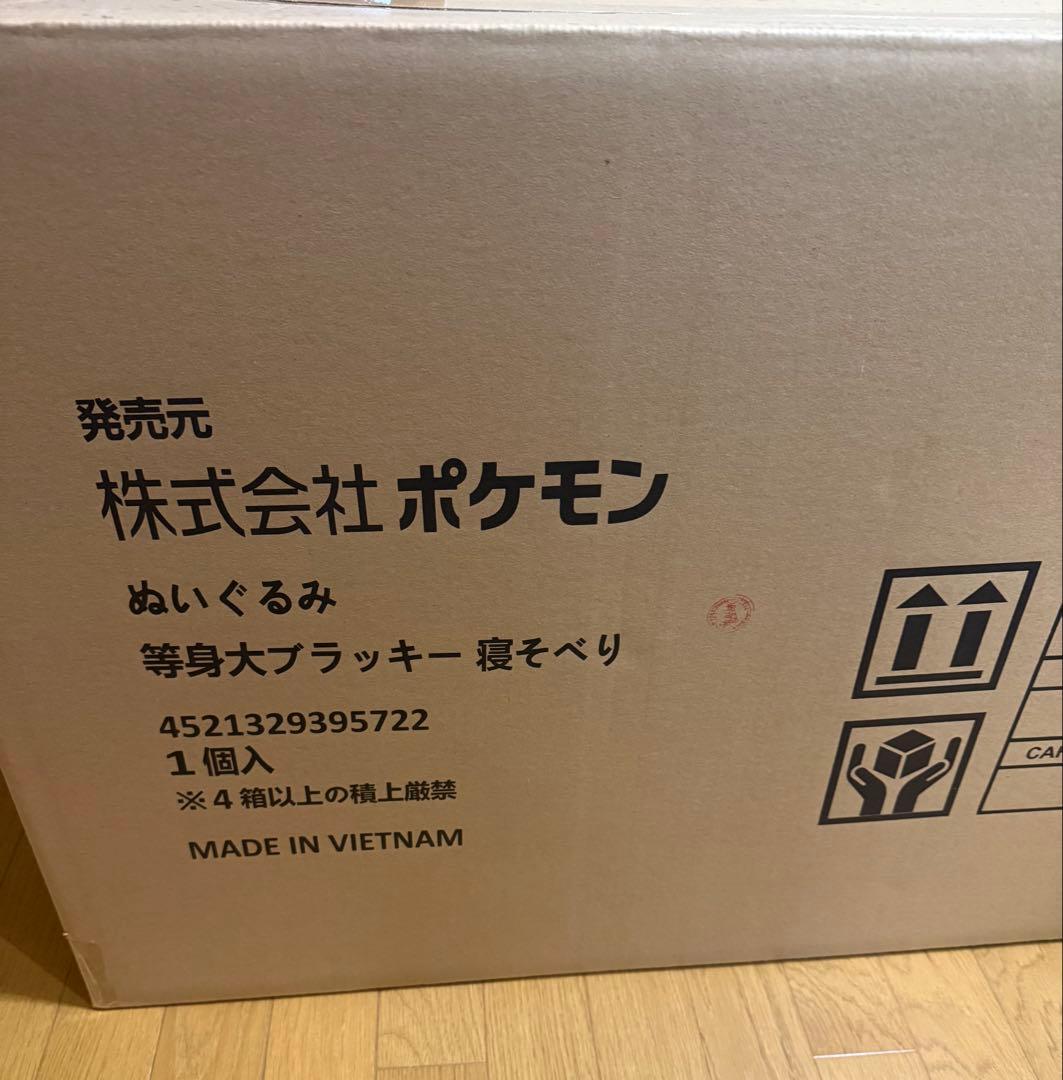 発売元
株式会社ポケモン
ぬいぐるみ
等身大ブラッキー 寝そべり
4521329395722
1個入
※4箱以上の積上厳禁
MADE IN VIETNAM